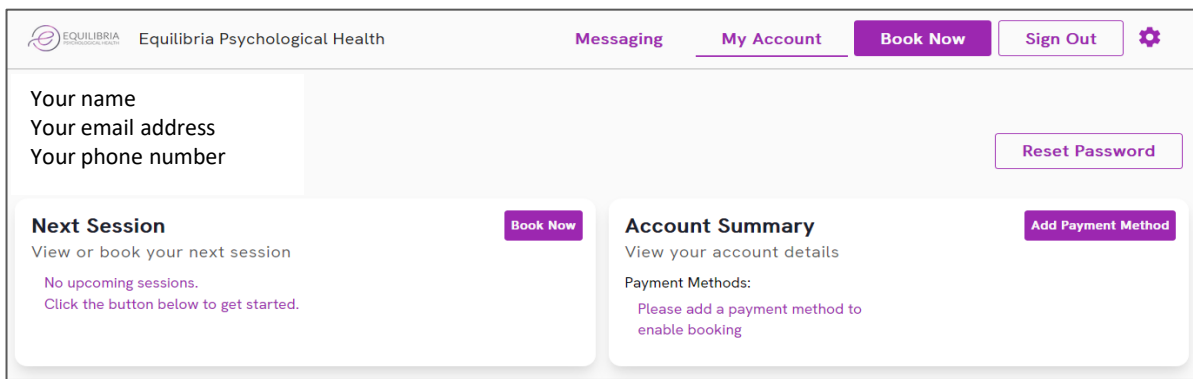 EQUILIBRIA
PSYCHOLOGICAL HEALTH
Equilibria Psychological Health
Messaging
My Account
Book Now
Sign Out
Your name
Your email address
Your phone number
Reset Password
Next Session
Book Now
View or book your next session
No upcoming sessions.
Click the button below to get started.
Account Summary
Add Payment Method
View your account details
Payment Methods:
Please add a payment method to
enable booking